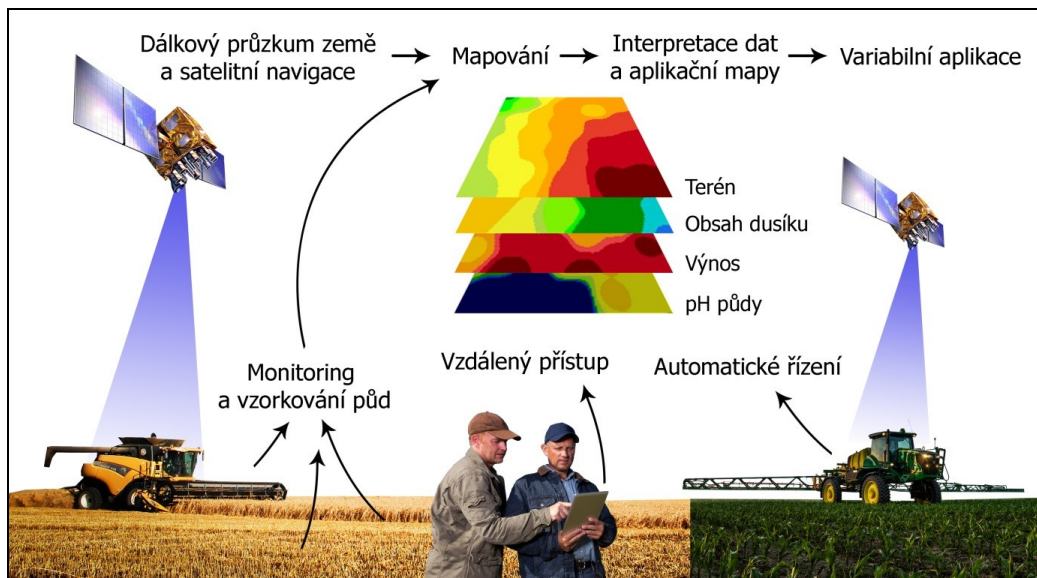 Dálkový průzkum země
a satelitní navigace
Mapování
Interpretace dat
a aplikační mapy
Variabilní aplikace
Terén
Obsah dusíku
Výnos
pH půdy
Monitoring
a vzorkování půd
Vzdálený přístup
Automatické řízení